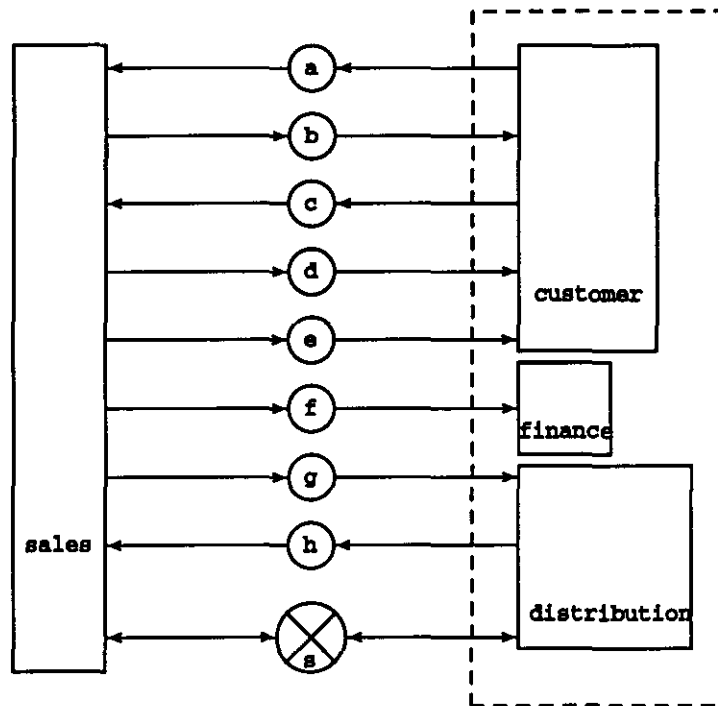 a
b
c
d
customer
e
f
finance
g
sales
h
distribution
s